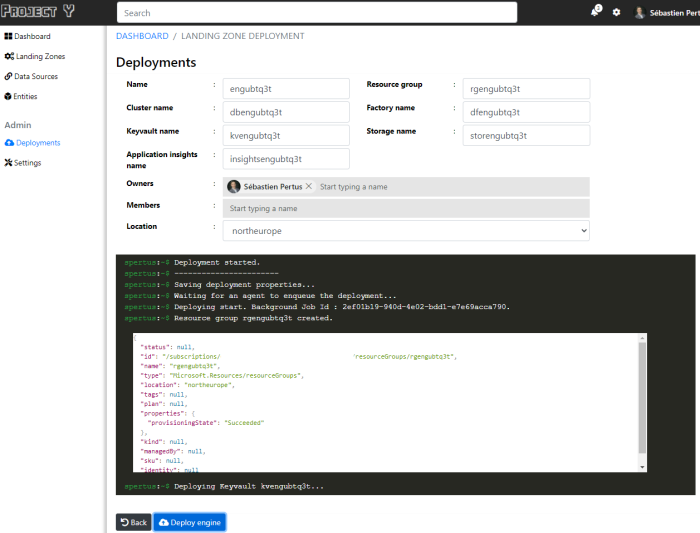 PROJECT Y
Search
3
Sébastien Pert
Dashboard
Landing Zones
Data Sources
Entities
Admin
Deployments
Settings
DASHBOARD / LANDING ZONE DEPLOYMENT
Deployments
Name : engubtq3t Resource group : rgengubtq3t
Cluster name : dbengubtq3t Factory name : dfengubtq3t
Keyvault name : kvengubtq3t Storage name : storengubtq3t
Application insights : insightsengubtq3t
name
Owners : Sébastien Pertus × Start typing a name
Members : Start typing a name
Location : northeurope
spertus:~$ Deployment started.
spertus:~$ ------------------------
spertus:~$ Saving deployment properties...
spertus:~$ Waiting for an agent to enqueue the deployment...
spertus:~$ Deploying start. Background Job Id : 2ef01b19-940d-4e02-bdd1-e7e69acca790.
spertus:~$ Resource group rgengubtq3t created.
{
"status": null,
"id": "/subscriptions/ /resourceGroups/rgengubtq3t",
"name": "rgengubtq3t",
"type": "Microsoft.Resources/resourceGroups",
"location": "northeurope",
"tags": null,
"plan": null,
"properties": {
"provisioningState": "Succeeded"
},
"kind": null,
"managedBy": null,
"sku": null,
"identity": null
spertus:~$ Deploying Keyvault kvengubtq3t...
Back Deploy engine